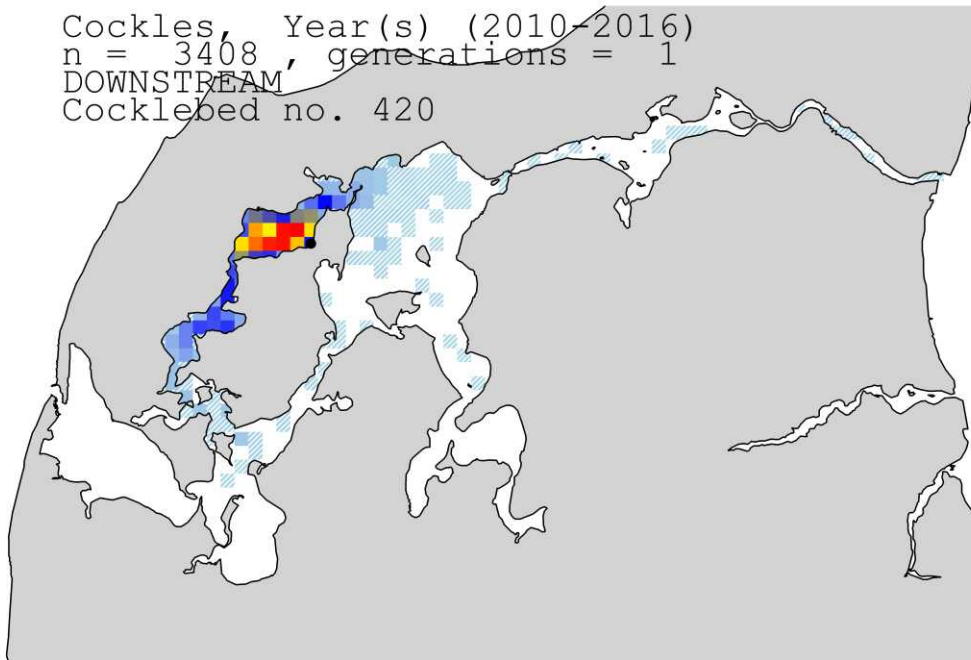 Cockles, Year(s) (2010-2016)
n = 3408 , generations = 1
DOWNSTREAM
Cocklebed no. 420